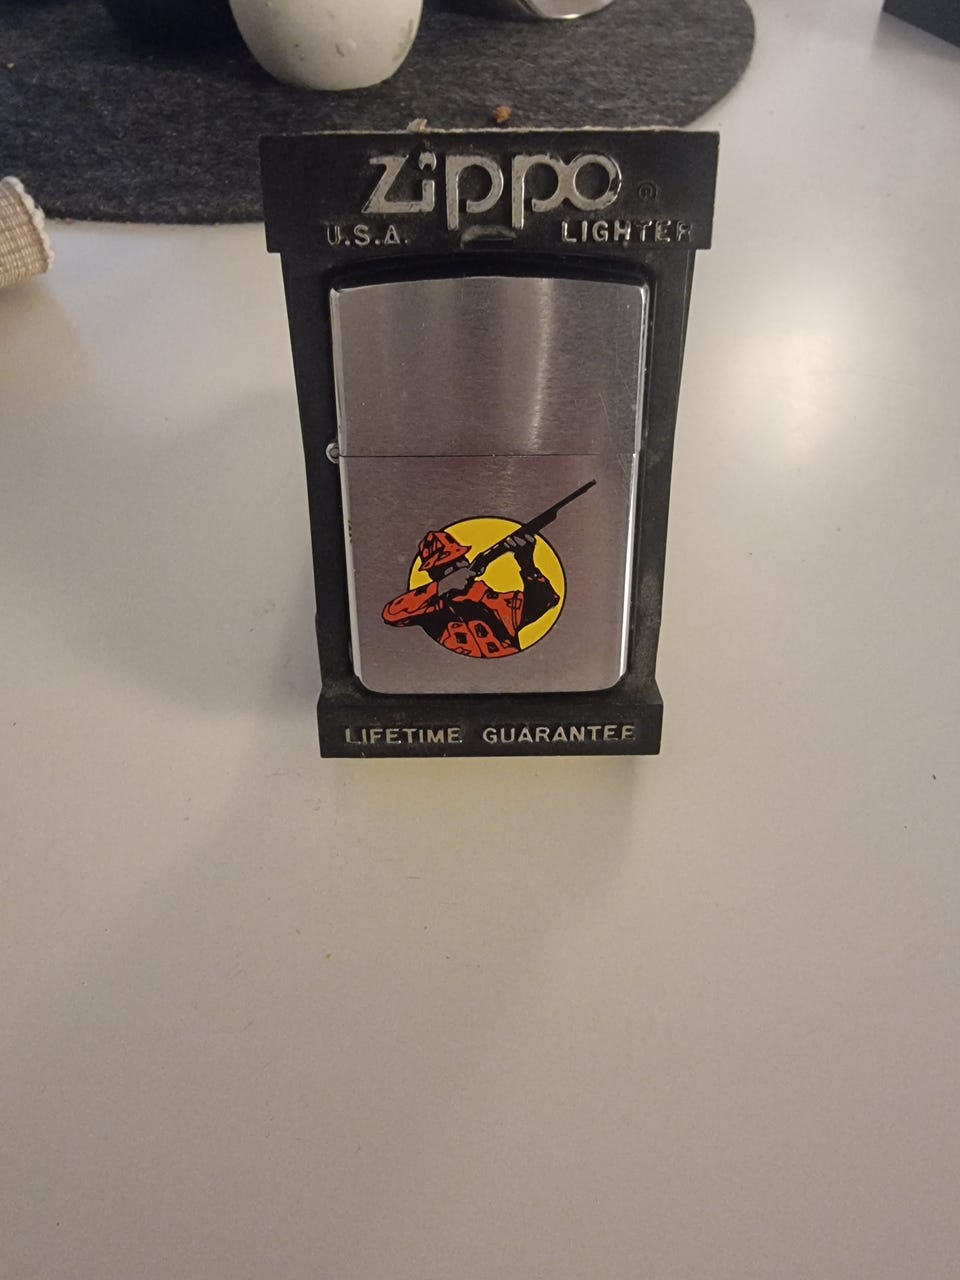 Zippo ®
U.S.A. LIGHTER
LIFETIME GUARANTEE